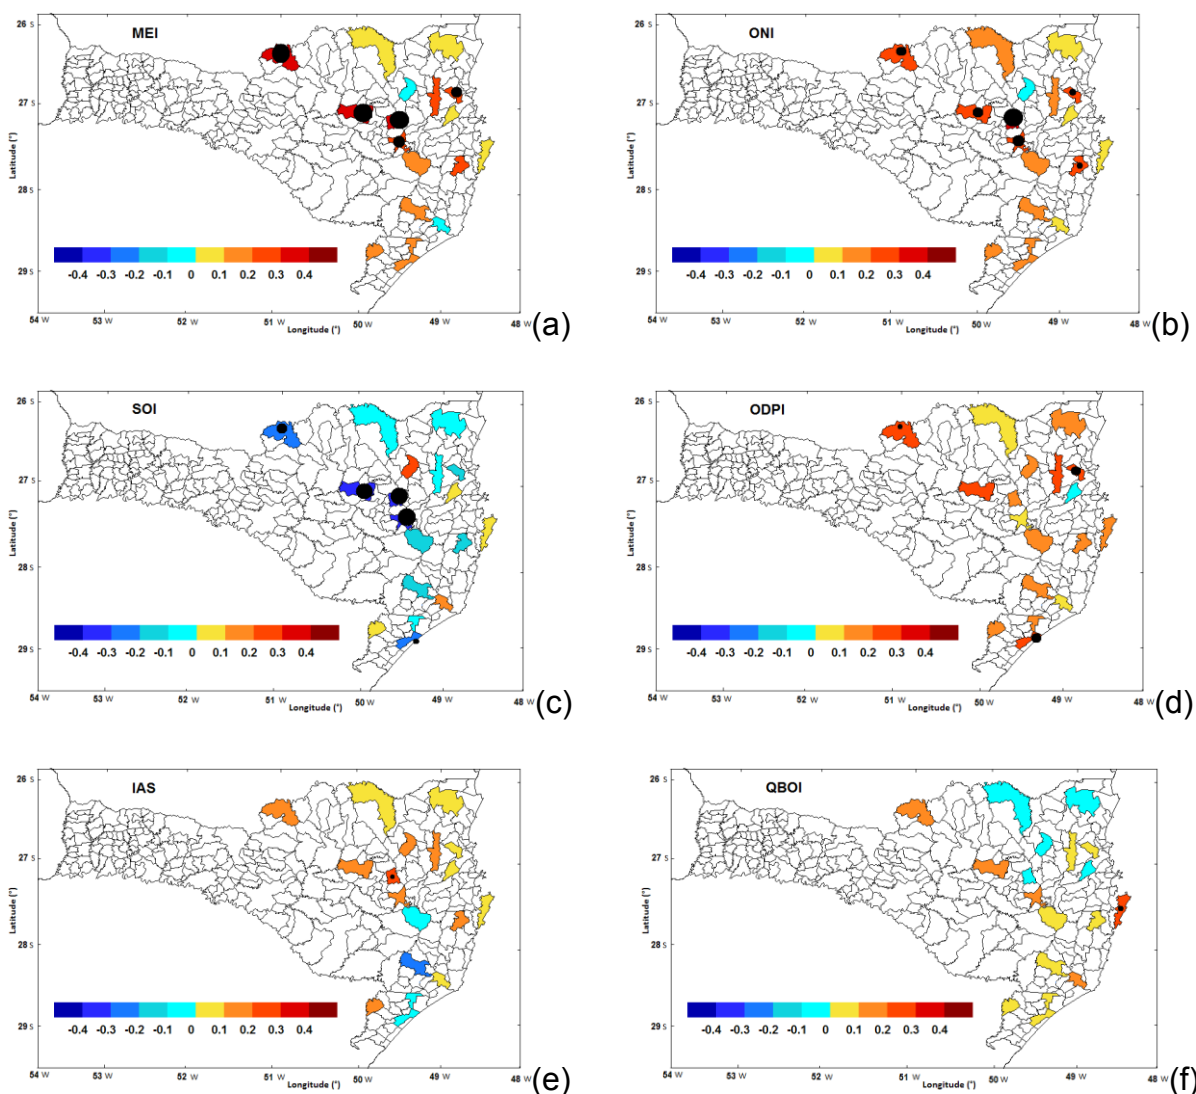 MEI
26 S
27 S
28 S
29 S
Latitude (°)
-0.4 -0.3 -0.2 -0.1 0 0.1 0.2 0.3 0.4
54 W 53 W 52 W 51 W 50 W 49 W 48 W
Longitude (°)
(a)
ONI
26 S
27 S
28 S
29 S
Latitude (°)
-0.4 -0.3 -0.2 -0.1 0 0.1 0.2 0.3 0.4
54 W 53 W 52 W 51 W 50 W 49 W 48 W
Longitude (°)
(b)
SOI
26 S
27 S
28 S
29 S
Latitude (°)
-0.4 -0.3 -0.2 -0.1 0 0.1 0.2 0.3 0.4
54 W 53 W 52 W 51 W 50 W 49 W 48 W
Longitude (°)
(c)
ODPI
26 S
27 S
28 S
29 S
Latitude (°)
-0.4 -0.3 -0.2 -0.1 0 0.1 0.2 0.3 0.4
54 W 53 W 52 W 51 W 50 W 49 W 48 W
Longitude (°)
(d)
IAS
26 S
27 S
28 S
29 S
Latitude (°)
-0.4 -0.3 -0.2 -0.1 0 0.1 0.2 0.3 0.4
54 W 53 W 52 W 51 W 50 W 49 W 48 W
Longitude (°)
(e)
QBOI
26 S
27 S
28 S
29 S
Latitude (°)
-0.4 -0.3 -0.2 -0.1 0 0.1 0.2 0.3 0.4
54 W 53 W 52 W 51 W 50 W 49 W 48 W
Longitude (°)
(f)